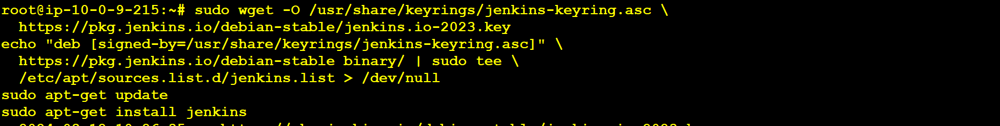 root@ip-10-0-9-215:~# sudo wget -O /usr/share/keyrings/jenkins-keyring.asc \
https://pkg.jenkins.io/debian-stable/jenkins.io-2023.key
echo "deb [signed-by=/usr/share/keyrings/jenkins-keyring.asc]" \
https://pkg.jenkins.io/debian-stable binary/ | sudo tee \
/etc/apt/sources.list.d/jenkins.list > /dev/null
sudo apt-get update
sudo apt-get install jenkins